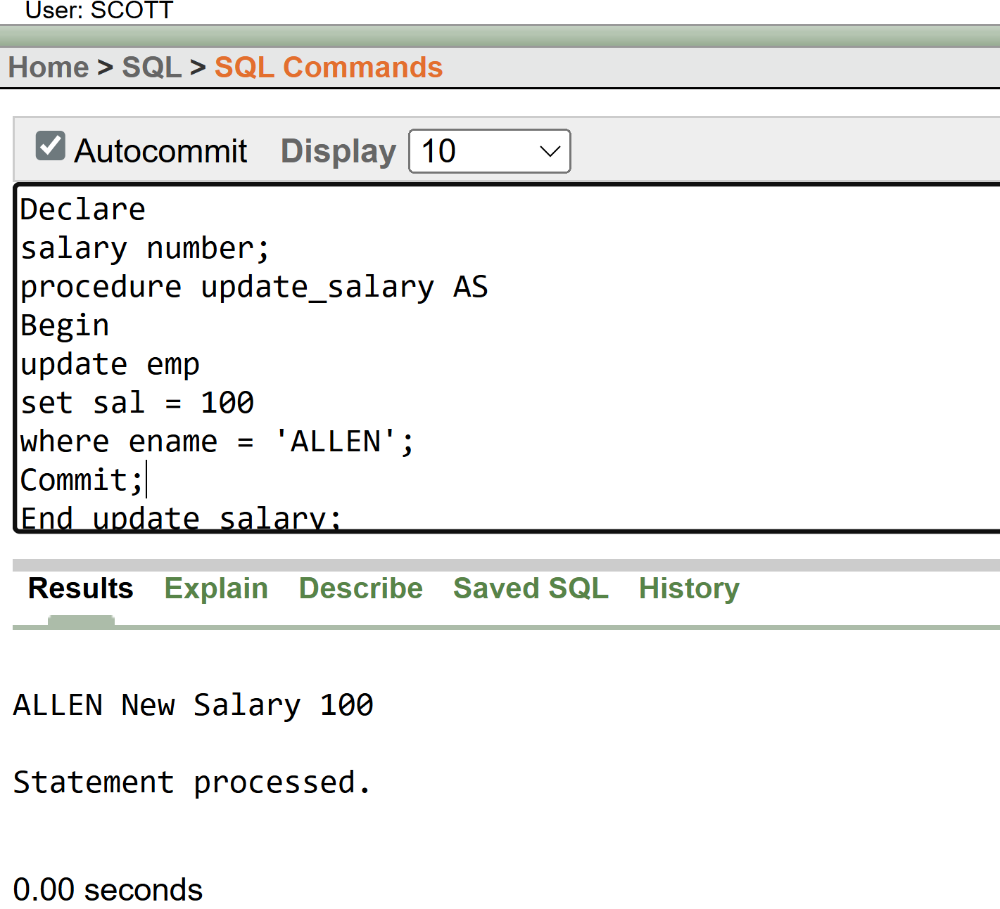 User: SCOTT
Home > SQL > SQL Commands
Autocommit Display 10
Declare
salary number;
procedure update_salary AS
Begin
update emp
set sal = 100
where ename = 'ALLEN';
Commit;
End update salary;
Results Explain Describe Saved SQL History
ALLEN New Salary 100
Statement processed.
0.00 seconds